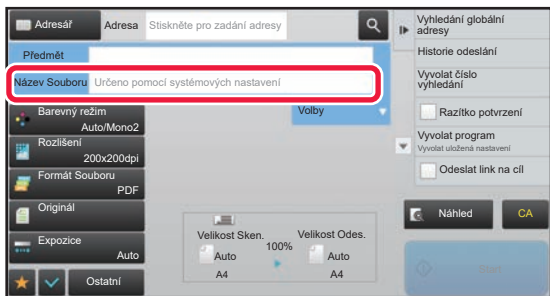 Adresář
Adresa
Stiskněte pro zadání adresy
Předmět
Název Souboru
Určeno pomocí systémových nastavení
Barevný režim
Auto/Mono2
Rozlišení
200x200dpi
Formát Souboru
PDF
Originál
Expozice
Auto
Ostatní
Volby
Velikost Sken.
100%
Velikost Odes.
Auto
Auto
A4
A4
Vyhledání globální
adresy
Historie odeslání
Vyvolat číslo
vyhledání
Razítko potvrzení
Vyvolat program
Vyvolat uložená nastavení
Odeslat link na cíl
Náhled
CA
Start